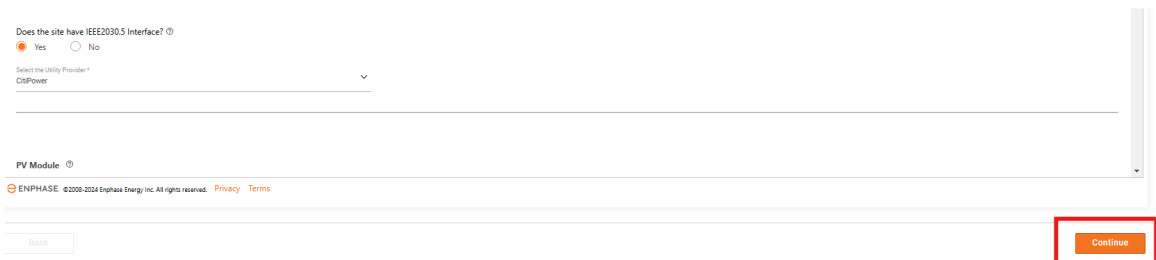 Does the site have IEEE2030.5 Interface? ?
Yes No
Select the Utility Provider *
CitiPower
PV Module ?
ENPHASE. ©2008-2024 Enphase Energy Inc. All rights reserved. Privacy Terms
Back Continue